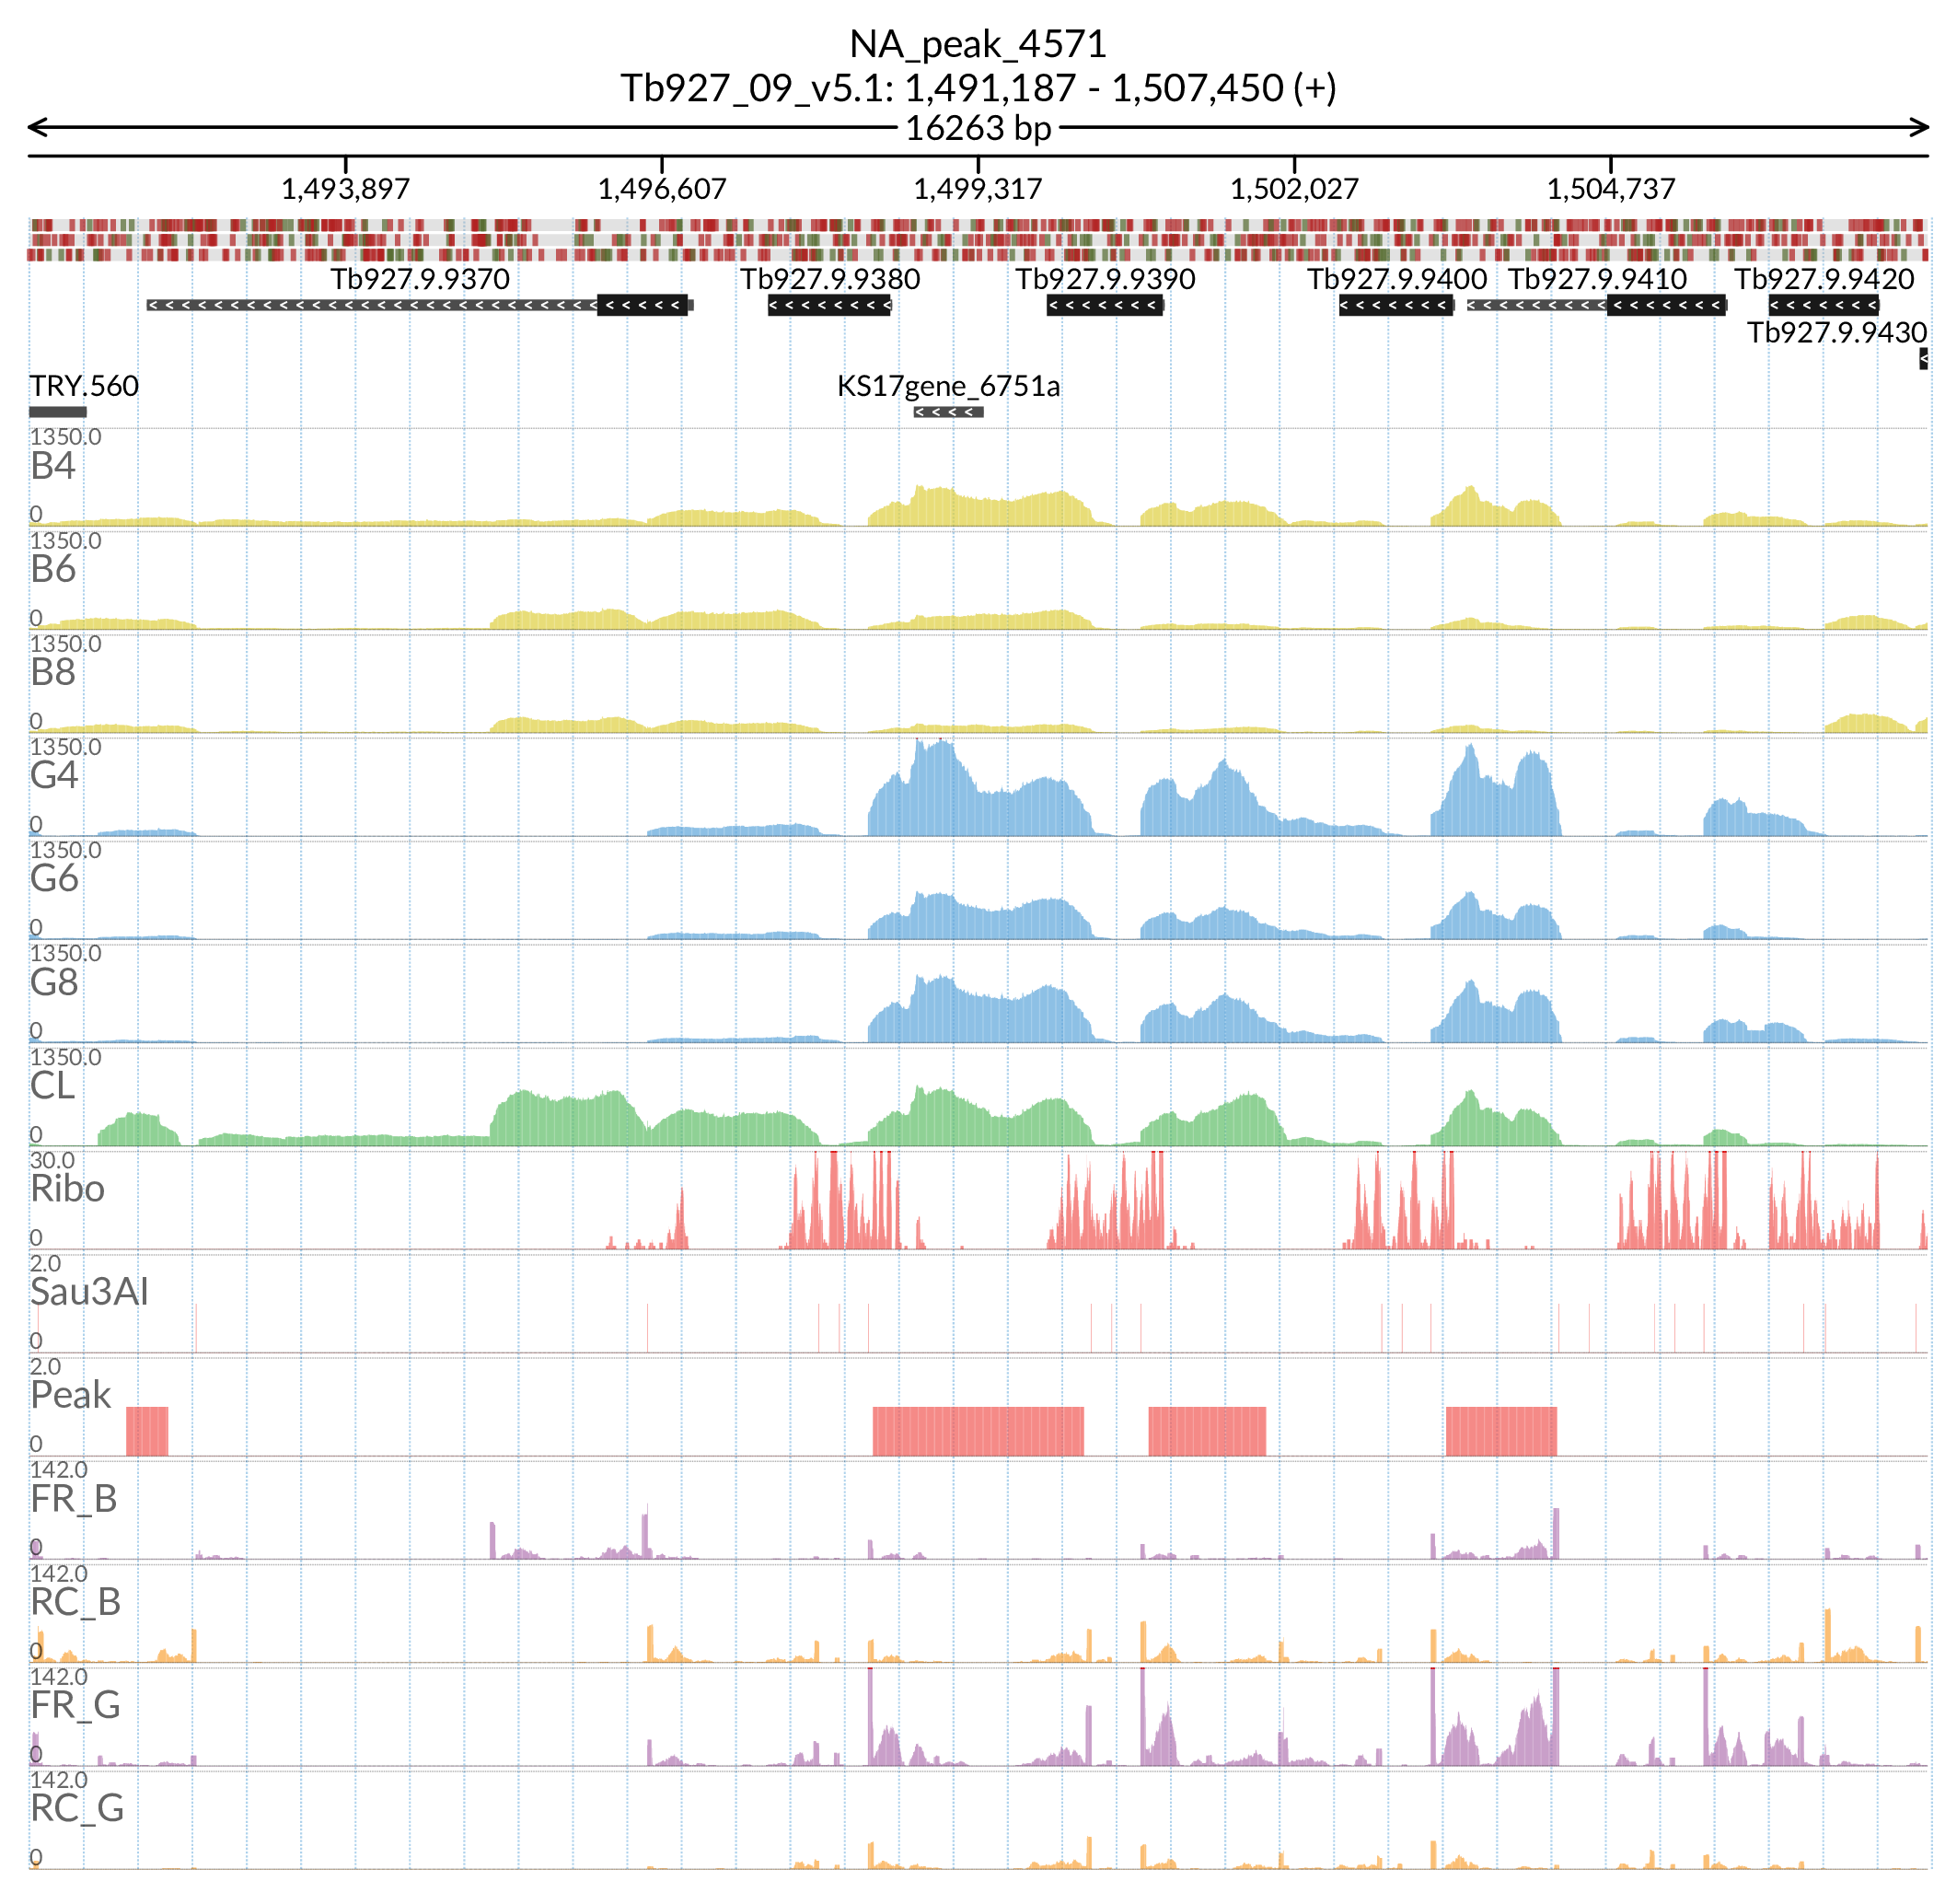 NA_peak_4571
Tb927_09_v5.1: 1,491,187 - 1,507,450 (+)
16263 bp
1,493,897 1,496,607 1,499,317 1,502,027 1,504,737
Tb927.9.9370 Tb927.9.9380 Tb927.9.9390 Tb927.9.9400 Tb927.9.9410 Tb927.9.9420
Tb927.9.9430
TRY.560 KS17gene_6751a
1350.0
B4
0
1350.0
B6
0
1350.0
B8
0
1350.0
G4
0
1350.0
G6
0
1350.0
G8
0
1350.0
CL
0
30.0
Ribo
0
2.0
Sau3AI
0
2.0
Peak
0
142.0
FR_B
0
142.0
RC_B
0
142.0
FR_G
0
142.0
RC_G
0